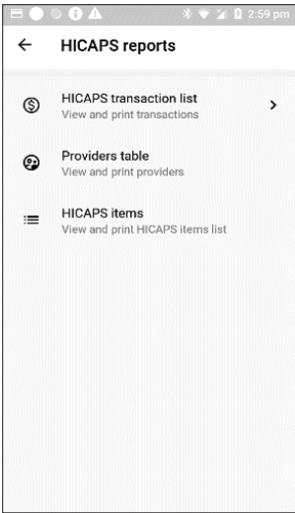 2:59 pm
HICAPS reports
HICAPS transaction list
View and print transactions
Providers table
View and print providers
HICAPS items
View and print HICAPS items list